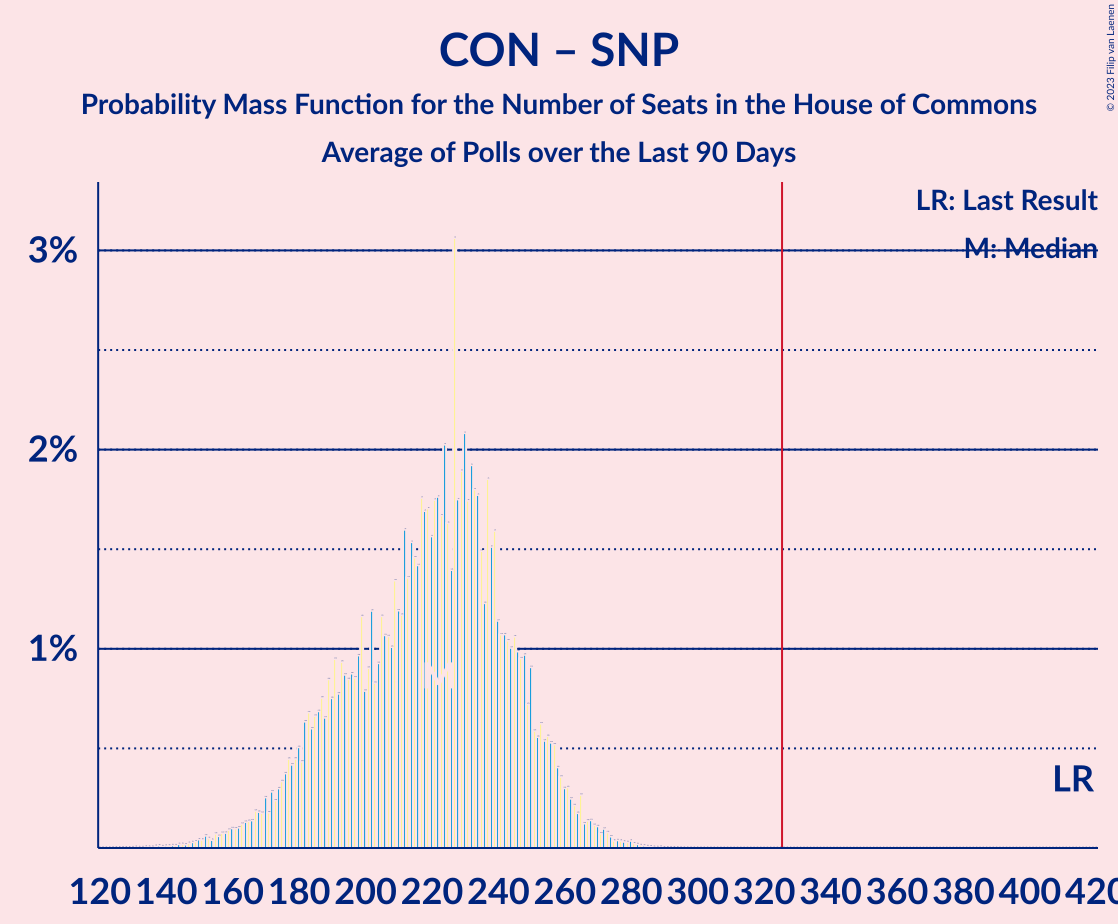 © 2023 Filip van Laenen
CON – SNP
Probability Mass Function for the Number of Seats in the House of Commons
Average of Polls over the Last 90 Days
LR: Last Result
M: Median
3%
2%
1%
LR
120 140 160 180 200 220 240 260 280 300 320 340 360 380 400 420